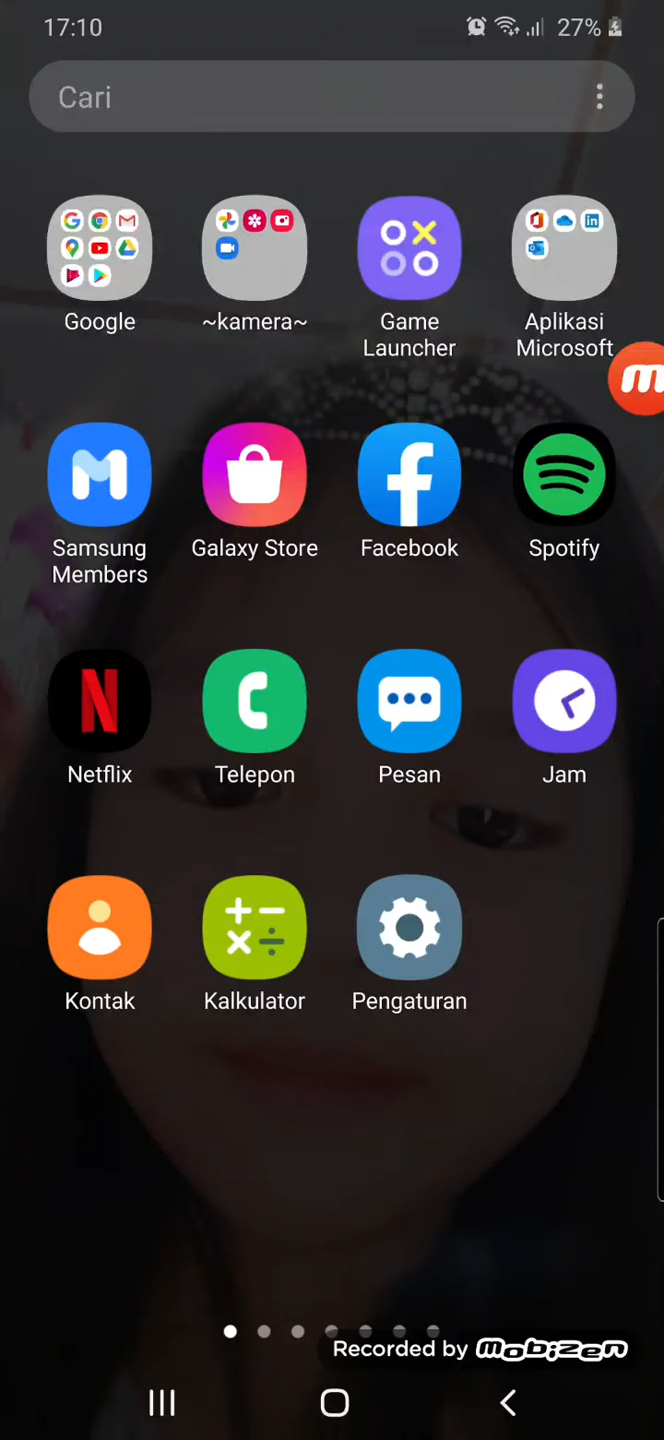 17:10
27%
Cari
Google
~kamera~
Game
Launcher
Aplikasi
Microsoft
Samsung
Members
Galaxy Store
Facebook
Spotify
Netflix
Telepon
Pesan
Jam
Kontak
Kalkulator
Pengaturan
Recorded by mobizen